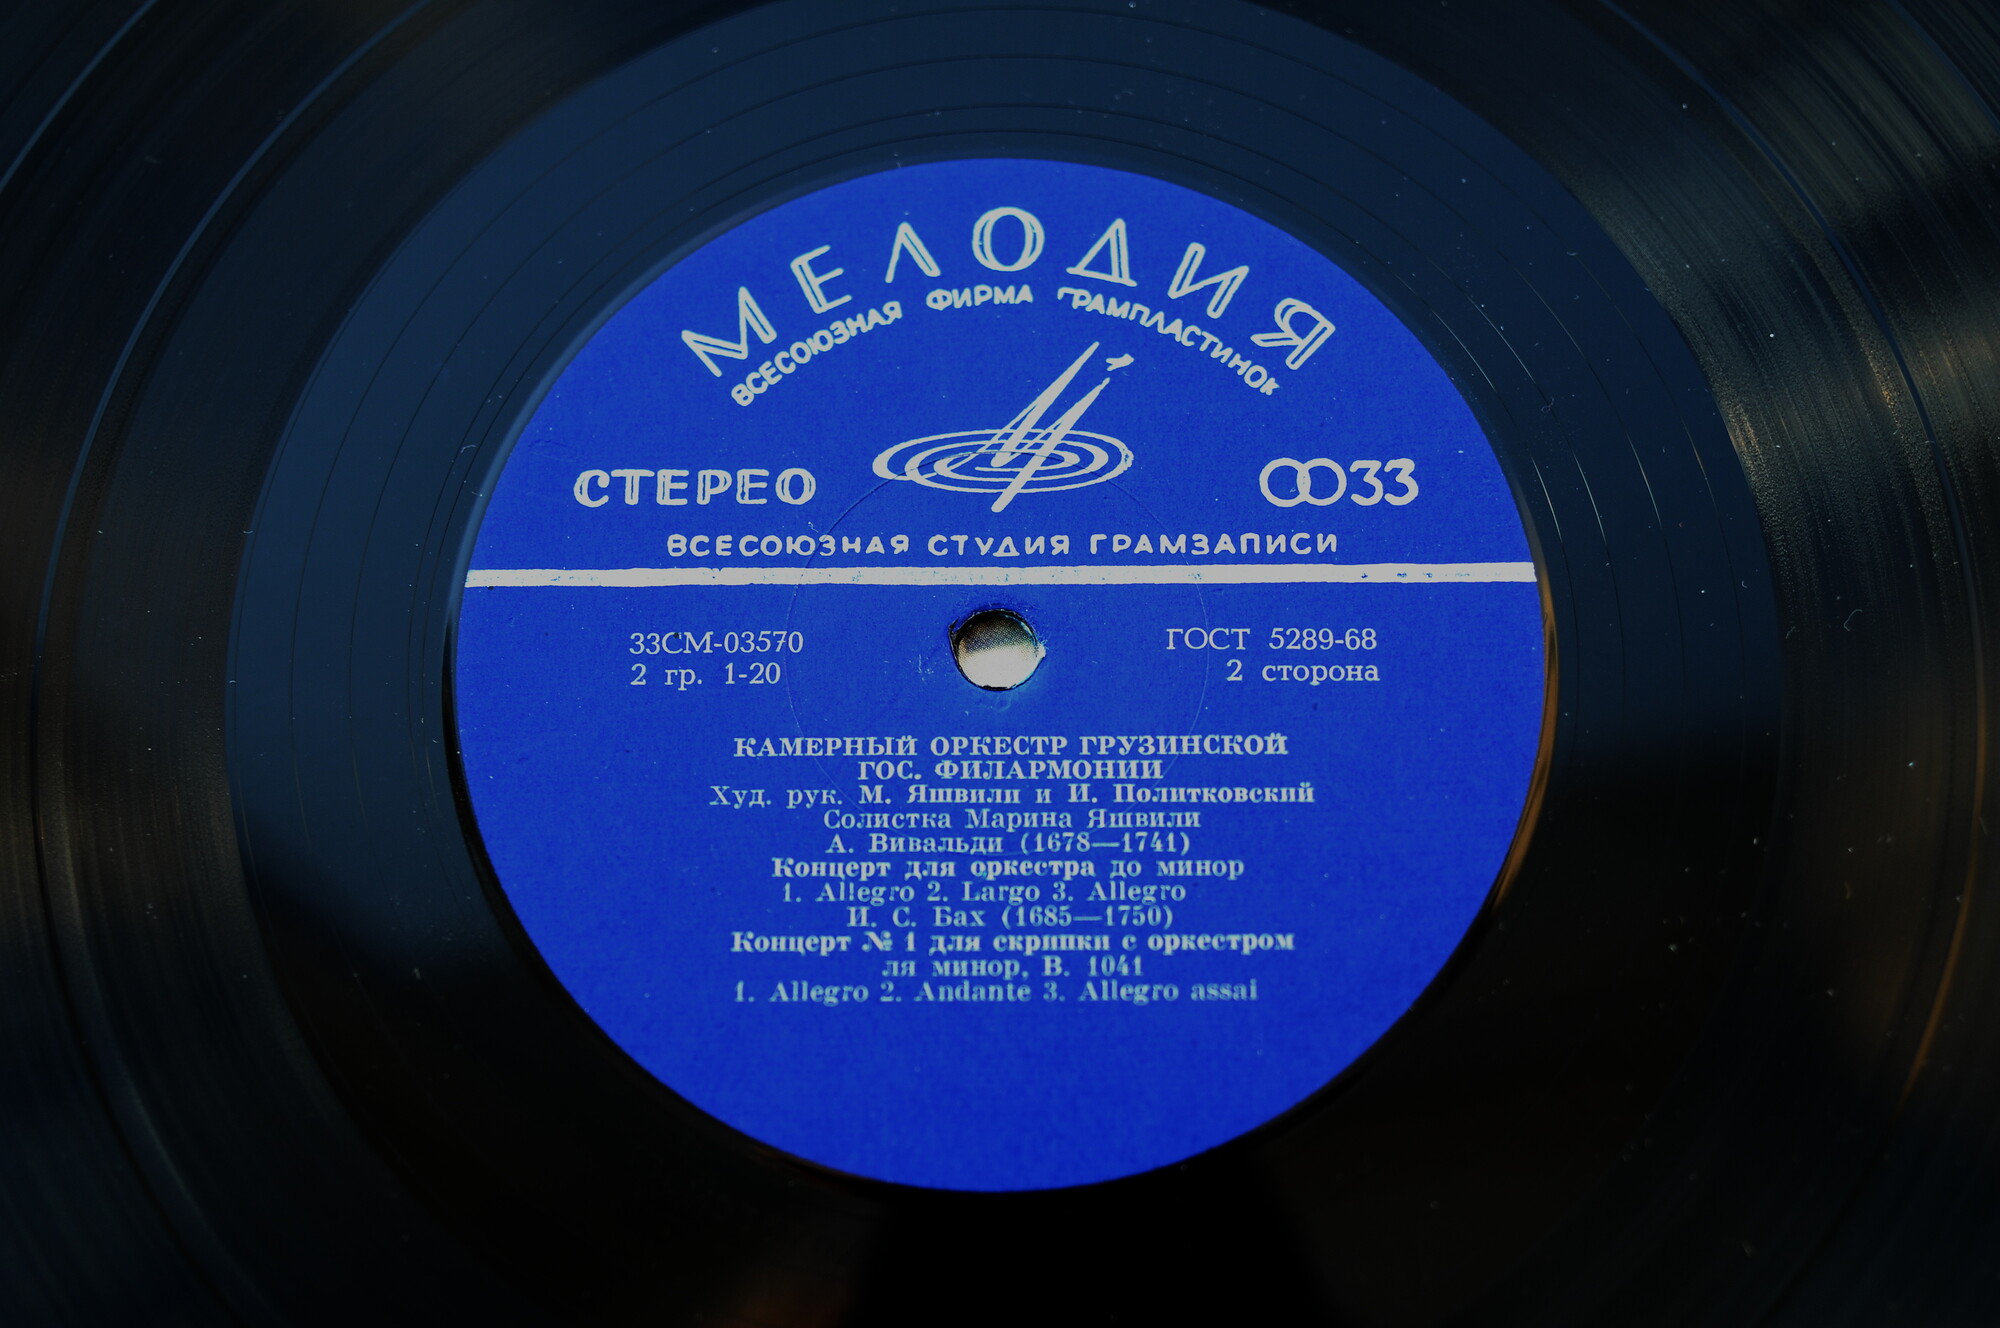 МЕЛОДИЯ
ВСЕСОЮЗНАЯ ФИРМА ГРАМПЛАСТИНОК
СТЕРЕО
33
ВСЕСОЮЗНАЯ СТУДИЯ ГРАМЗАПИСИ
33СМ-03570
ГОСТ 5289-68
2 гр. 1-20
2 сторона
КАМЕРНЫЙ ОРКЕСТР ГРУЗИНСКОЙ
ГОС. ФИЛАРМОНИИ
Худ. рук. М. Яшвили и И. Политковский
Солистка Марина Яшвили
А. Вивальди (1678—1741)
Концерт для оркестра до минор
1. Allegro 2. Largo 3. Allegro
И. С. Бах (1685—1750)
Концерт № 1 для скрипки с оркестром
ля минор, В. 1041
1. Allegro 2. Andante 3. Allegro assai